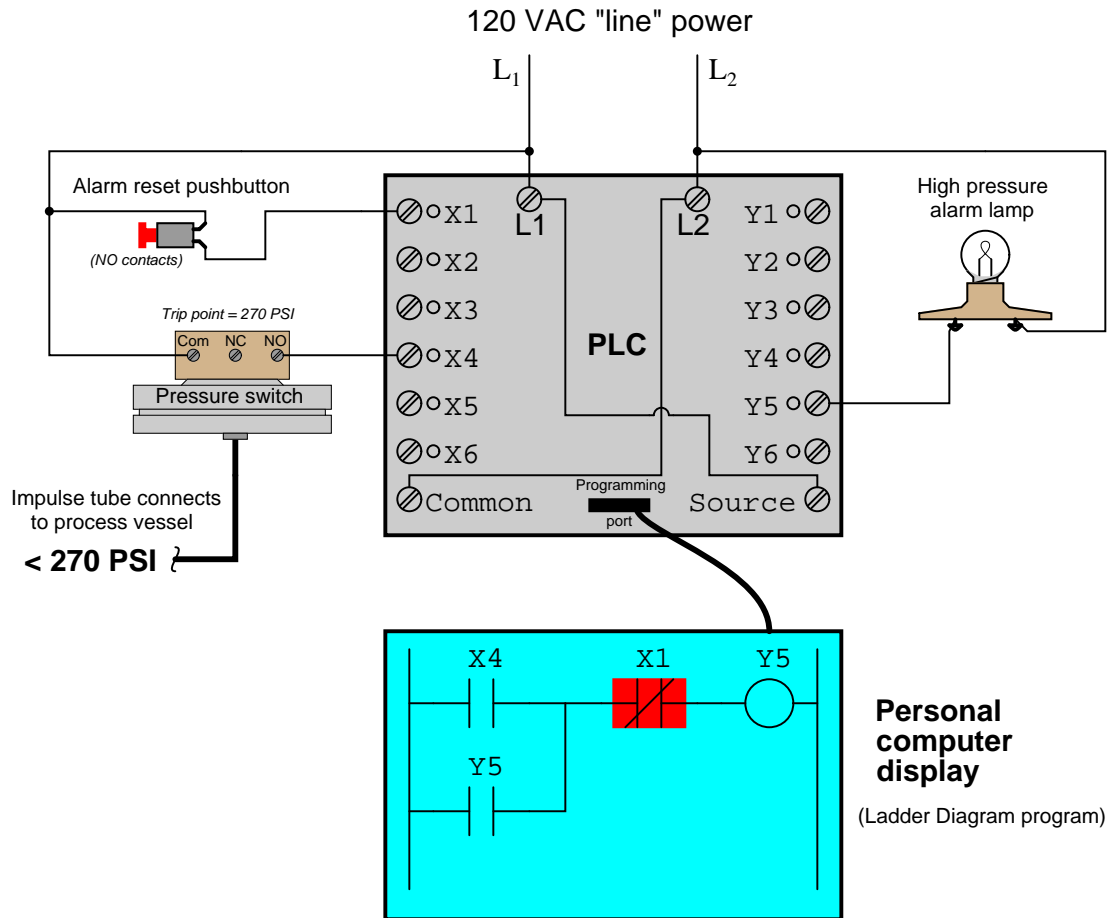 120 VAC "line" power
L1
L2
Alarm reset pushbutton
(NO contacts)
Trip point = 270 PSI
Com NC NO
Pressure switch
Impulse tube connects
to process vessel
< 270 PSI
X1
X2
X3
X4
X5
X6
Common
L1
L2
PLC
Programming
port
Y1
Y2
Y3
Y4
Y5
Y6
Source
High pressure
alarm lamp
X4 X1 Y5
Y5
Personal
computer
display
(Ladder Diagram program)